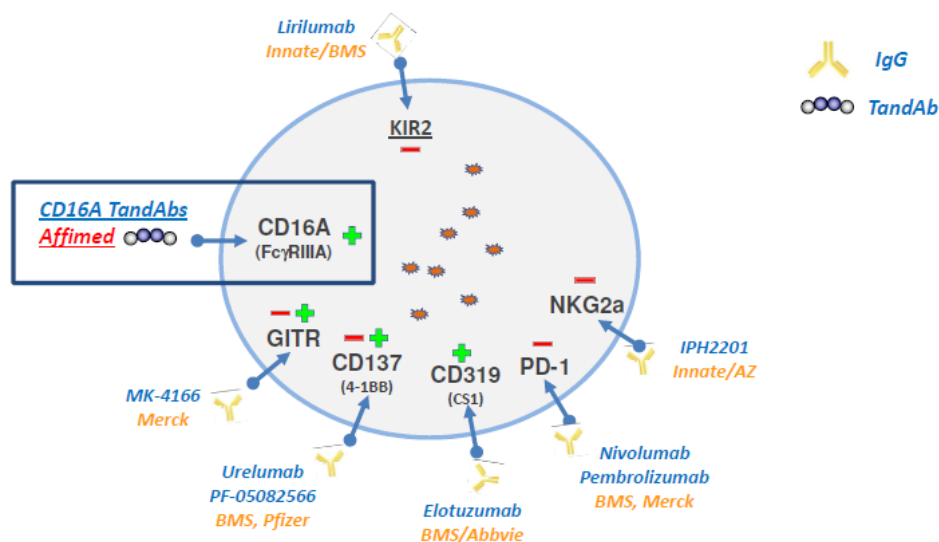 Lirilumab
Innate/BMS
IgG
TandAb
KIR2
CD16A TandAbs
Affimed
CD16A
(FcγRIIIA)
NKG2a
GITR
CD137
(4-1BB)
CD319
(CS1)
PD-1
IPH2201
Innate/AZ
MK-4166
Merck
Urelumab
PF-05082566
BMS, Pfizer
Elotuzumab
BMS/Abbvie
Nivolumab
Pembrolizumab
BMS, Merck